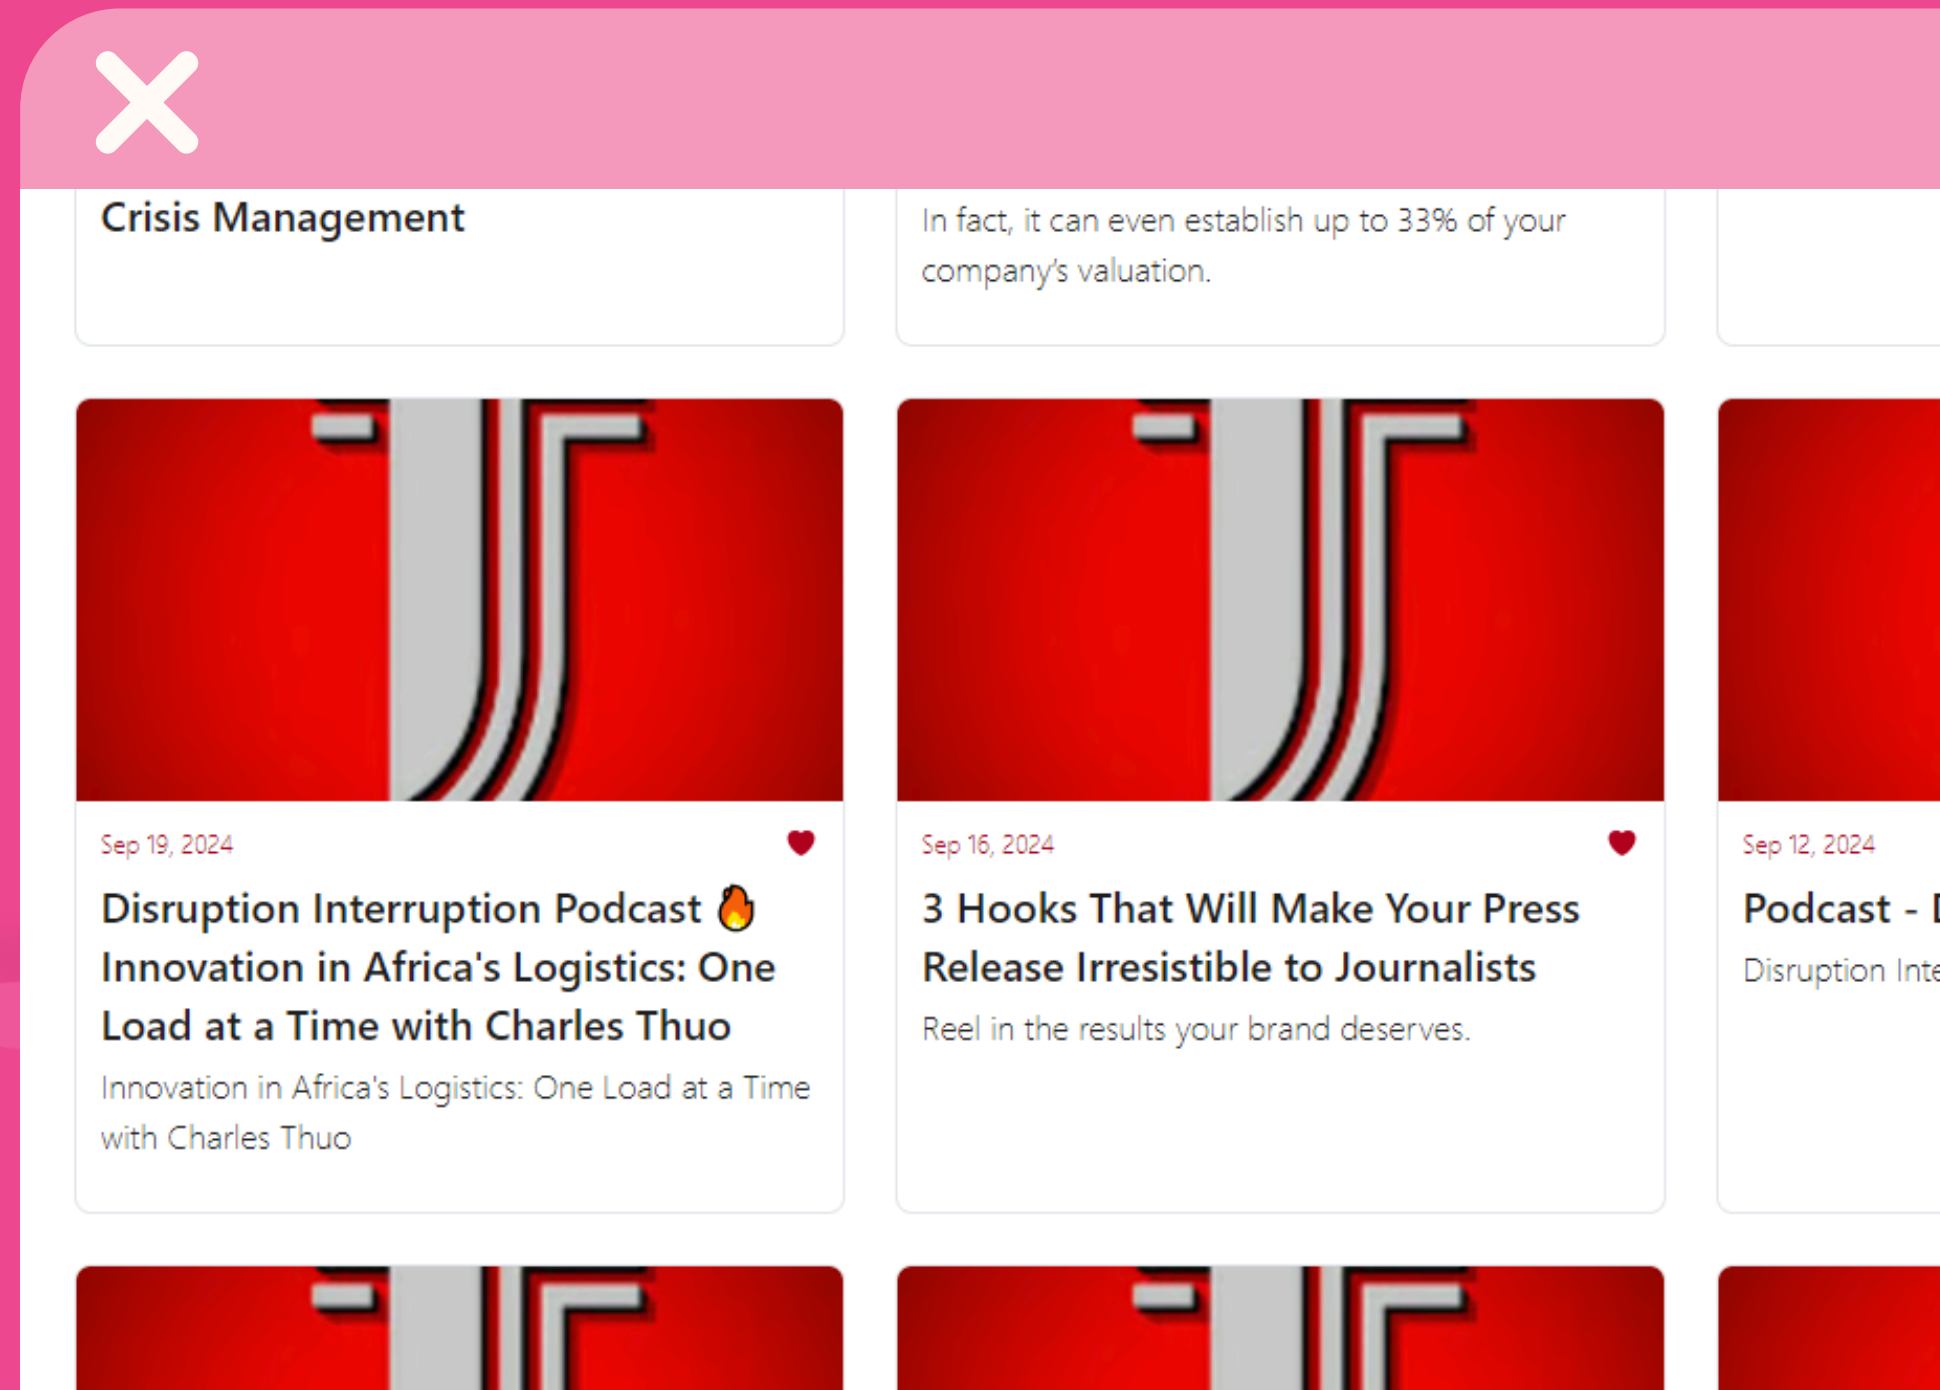 Crisis Management
In fact, it can even establish up to 33% of your
company's valuation.
Sep 19, 2024
Disruption Interruption Podcast 🔥
Innovation in Africa's Logistics: One
Load at a Time with Charles Thuo
Innovation in Africa's Logistics: One Load at a Time
with Charles Thuo
Sep 16, 2024
3 Hooks That Will Make Your Press
Release Irresistible to Journalists
Reel in the results your brand deserves.
Sep 12, 2024
Podcast -
Disruption